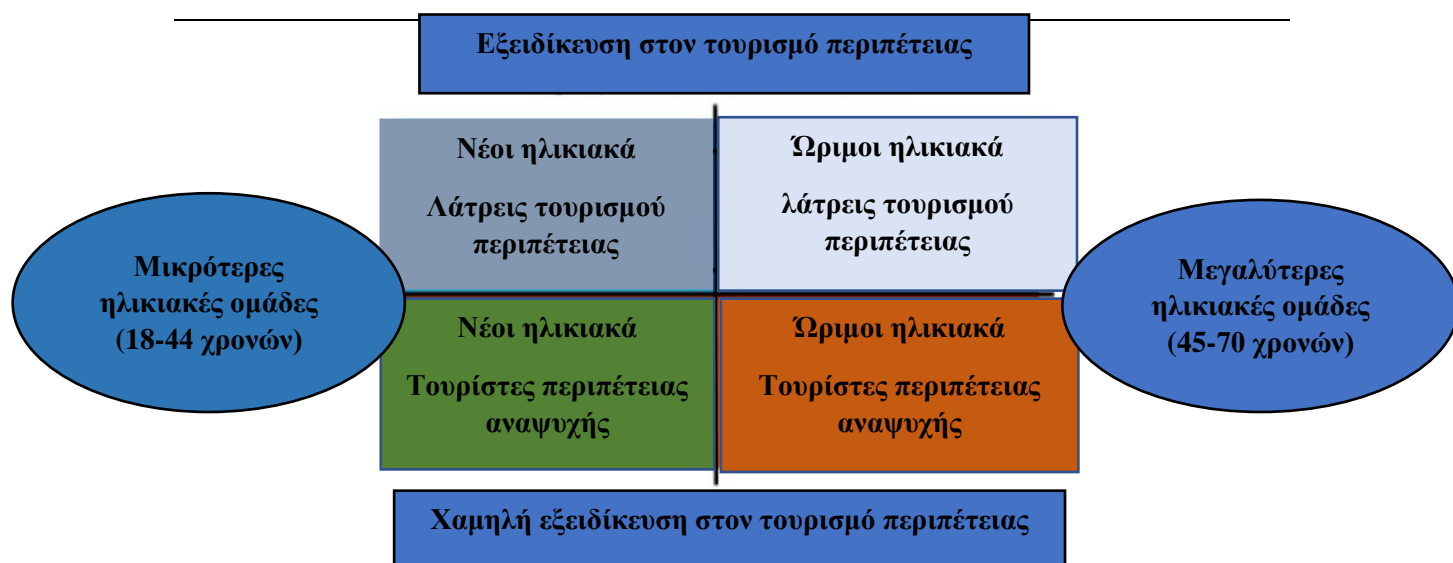 Εξειδίκευση στον τουρισμό περιπέτειας
Νέοι ηλικιακά
Λάτρεις τουρισμού
περιπέτειας
Ώριμοι ηλικιακά
λάτρεις τουρισμού
περιπέτειας
Μικρότερες
ηλικιακές ομάδες
(18-44 χρονών)
Μεγαλύτερες
ηλικιακές ομάδες
(45-70 χρονών)
Νέοι ηλικιακά
Τουρίστες περιπέτειας
αναψυχής
Ώριμοι ηλικιακά
Τουρίστες περιπέτειας
αναψυχής
Χαμηλή εξειδίκευση στον τουρισμό περιπέτειας